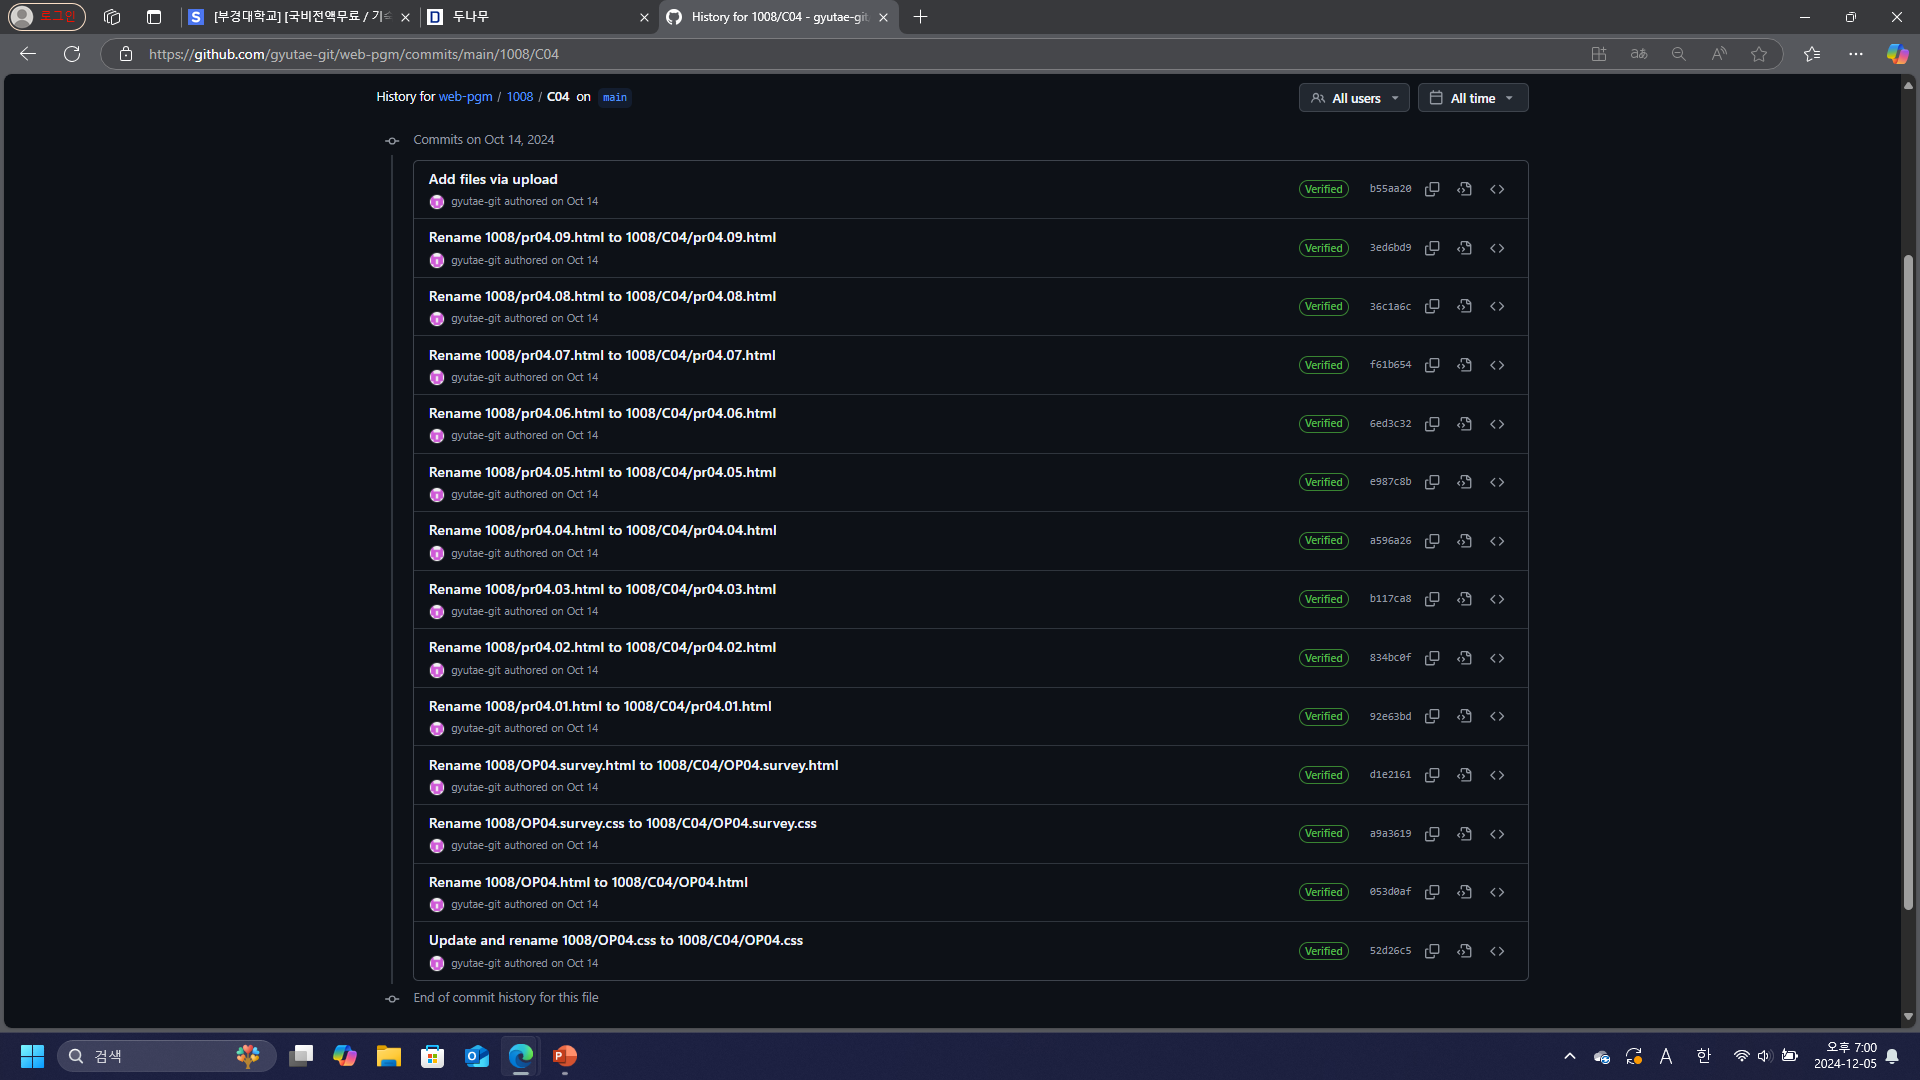 로그인
[부경대학교] [국비전액무료 / 기숙
두나무
History for 1008/C04 - gyutae-git
https://github.com/gyutae-git/web-pgm/commits/main/1008/C04
History for web-pgm / 1008 / C04 on main
All users
All time
Commits on Oct 14, 2024
Add files via upload
gyutae-git authored on Oct 14
Verified
b55aa20
Rename 1008/pr04.09.html to 1008/C04/pr04.09.html
gyutae-git authored on Oct 14
Verified
3ed6bd9
Rename 1008/pr04.08.html to 1008/C04/pr04.08.html
gyutae-git authored on Oct 14
Verified
36c1a6c
Rename 1008/pr04.07.html to 1008/C04/pr04.07.html
gyutae-git authored on Oct 14
Verified
f61b654
Rename 1008/pr04.06.html to 1008/C04/pr04.06.html
gyutae-git authored on Oct 14
Verified
6ed3c32
Rename 1008/pr04.05.html to 1008/C04/pr04.05.html
gyutae-git authored on Oct 14
Verified
e987c8b
Rename 1008/pr04.04.html to 1008/C04/pr04.04.html
gyutae-git authored on Oct 14
Verified
a596a26
Rename 1008/pr04.03.html to 1008/C04/pr04.03.html
gyutae-git authored on Oct 14
Verified
b117ca8
Rename 1008/pr04.02.html to 1008/C04/pr04.02.html
gyutae-git authored on Oct 14
Verified
834bc0f
Rename 1008/pr04.01.html to 1008/C04/pr04.01.html
gyutae-git authored on Oct 14
Verified
92e63bd
Rename 1008/OP04.survey.html to 1008/C04/OP04.survey.html
gyutae-git authored on Oct 14
Verified
d1e2161
Rename 1008/OP04.survey.css to 1008/C04/OP04.survey.css
gyutae-git authored on Oct 14
Verified
a9a3619
Rename 1008/OP04.html to 1008/C04/OP04.html
gyutae-git authored on Oct 14
Verified
053d0af
Update and rename 1008/OP04.css to 1008/C04/OP04.css
gyutae-git authored on Oct 14
Verified
52d26c5
End of commit history for this file
검색
A
한
오후 7:00
2024-12-05